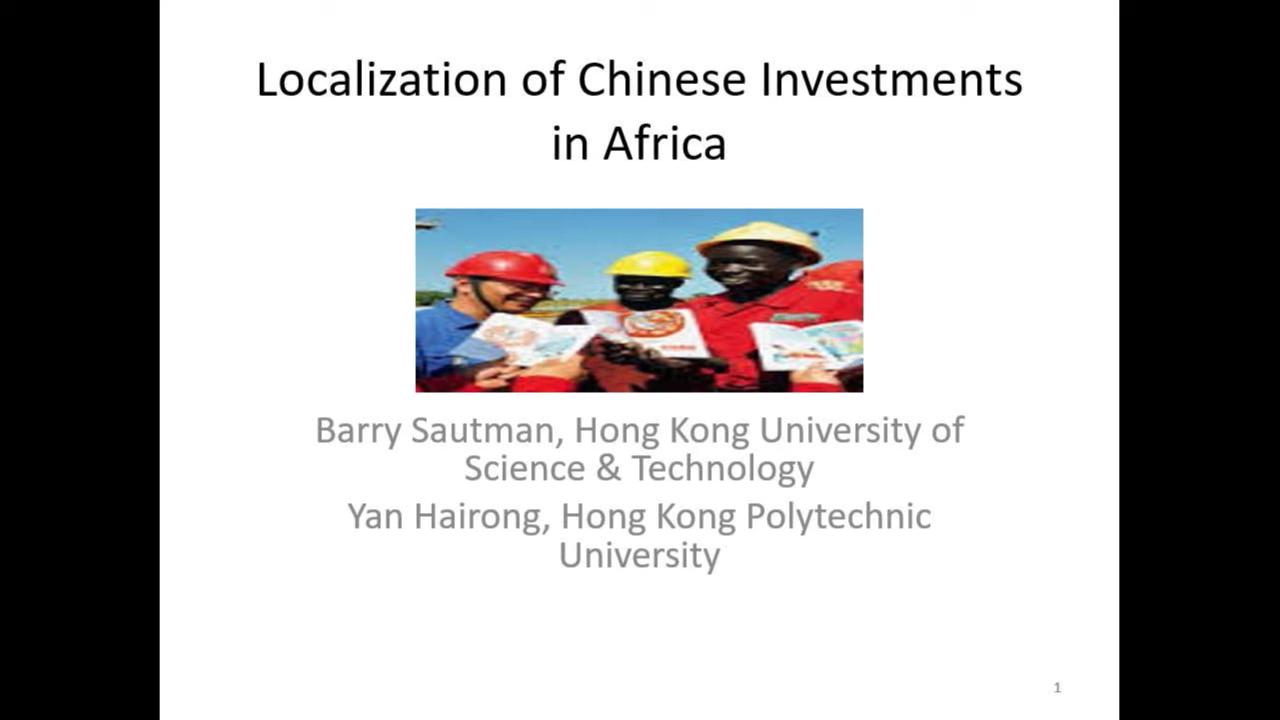 Localization of Chinese Investments
in Africa
Barry Sautman, Hong Kong University of
Science & Technology
Yan Hairong, Hong Kong Polytechnic
University
1